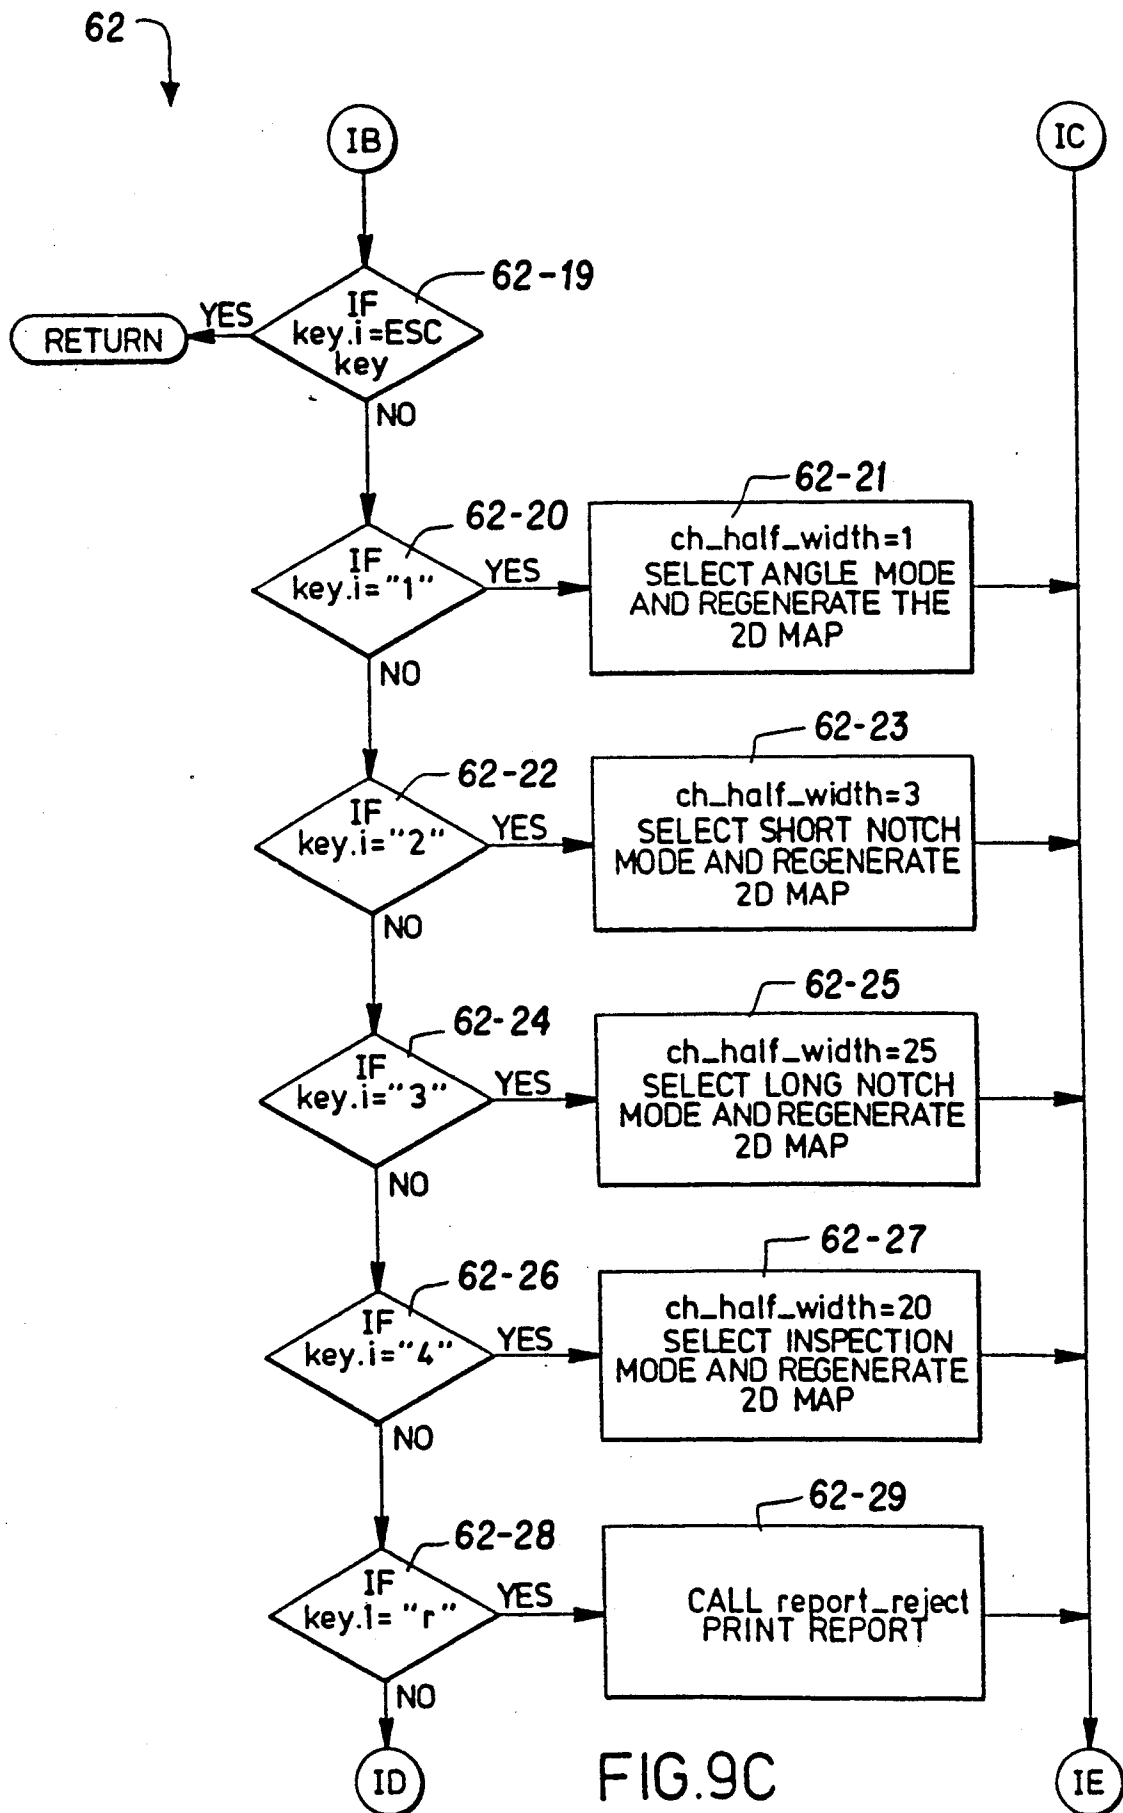 62
IB
IC
62-19
IF
key.i=ESC
key
YES
RETURN
NO
62-20
IF
key.i="1"
YES
NO
62-21
ch_half_width=1
SELECT ANGLE MODE
AND REGENERATE THE
2D MAP
62-22
IF
key.i="2"
YES
NO
62-23
ch_half_width=3
SELECT SHORT NOTCH
MODE AND REGENERATE
2D MAP
62-24
IF
key.i="3"
YES
NO
62-25
ch_half_width=25
SELECT LONG NOTCH
MODE AND REGENERATE
2D MAP
62-26
IF
key.i="4"
YES
NO
62-27
ch_half_width=20
SELECT INSPECTION
MODE AND REGENERATE
2D MAP
62-28
IF
key.i="r"
YES
NO
62-29
CALL report_reject
PRINT REPORT
ID
FIG.9C
IE